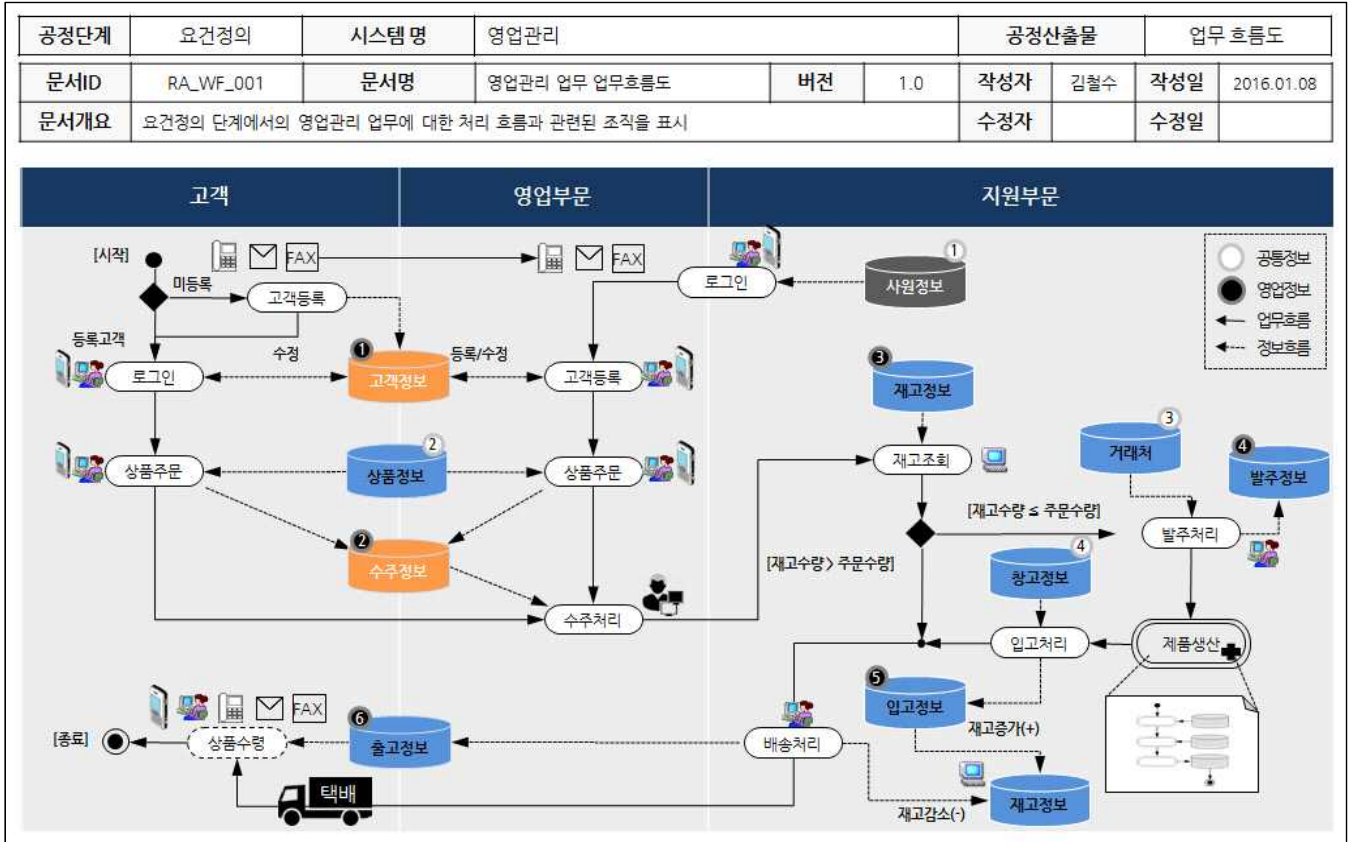 공정단계 요건정의 시스템 명 영업관리 공정산출물 업무 흐름도
문서ID RA_WF_001 문서명 영업관리 업무 업무흐름도 버전 1.0 작성자 김철수 작성일 2016.01.08
문서개요 요건정의 단계에서의 영업관리 업무에 대한 처리 흐름과 관련된 조직을 표시 수정자 수정일
고객 영업부문 지원부문
[시작]
FAX
FAX
미등록
고객등록
로그인
1
사원정보
공통정보
영업정보
업무흐름
정보흐름
등록고객
수정
1
고객정보
등록/수정
로그인
고객등록
3
재고정보
상품주문
2
상품정보
상품주문
재고조회
3
거래처
4
발주정보
[재고수량 ≤ 주문수량]
발주처리
2
수주정보
[재고수량 > 주문수량]
4
창고정보
수주처리
입고처리
제품생산
5
입고정보
재고증가(+)
FAX
[종료]
상품수령
6
출고정보
배송처리
택배
재고감소(-)
재고정보